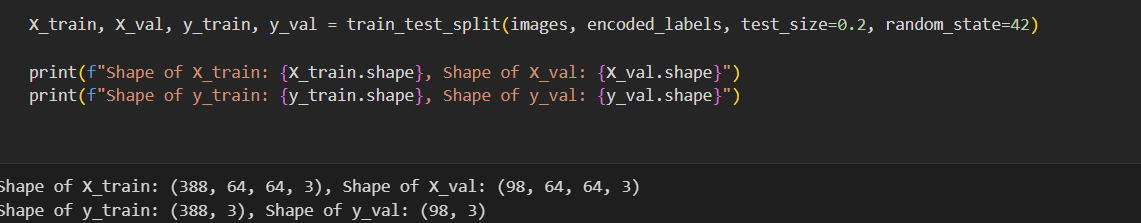 X_train, X_val, y_train, y_val = train_test_split(images, encoded_labels, test_size=0.2, random_state=42)
print(f"Shape of X_train: {X_train.shape}, Shape of X_val: {X_val.shape}")
print(f"Shape of y_train: {y_train.shape}, Shape of y_val: {y_val.shape}")
Shape of X_train: (388, 64, 64, 3), Shape of X_val: (98, 64, 64, 3)
Shape of y_train: (388, 3), Shape of y_val: (98, 3)